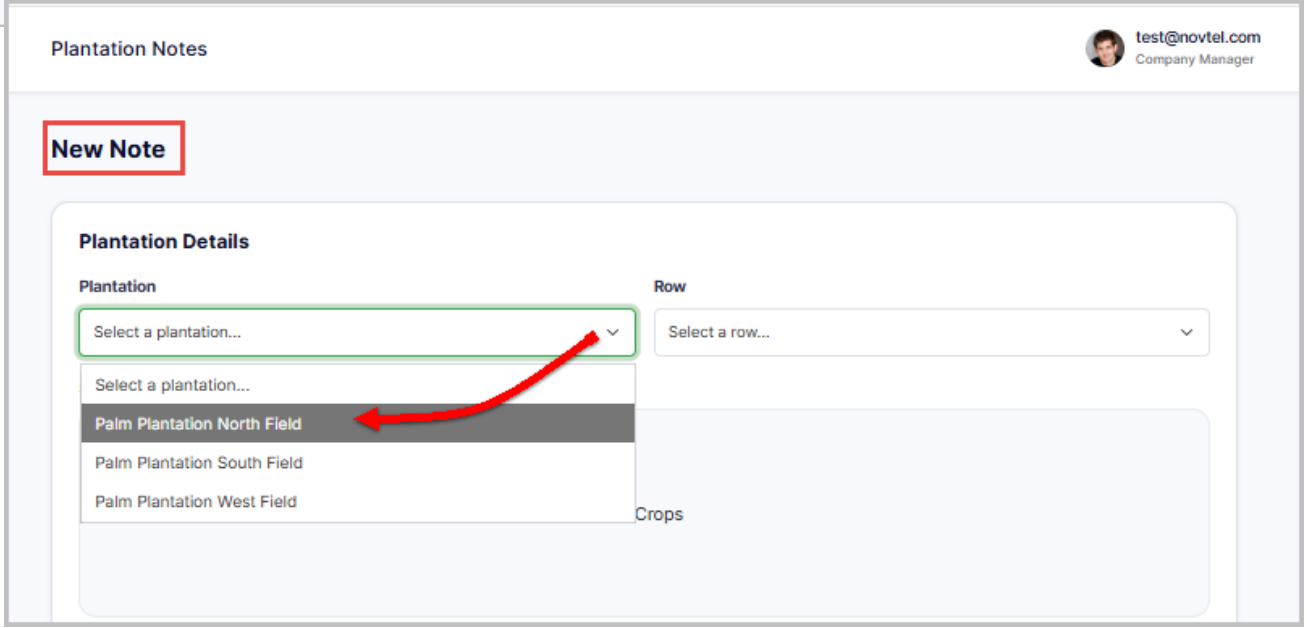 Plantation Notes
test@novtel.com
Company Manager
New Note
Plantation Details
Plantation
Row
Select a plantation...
Select a row...
Select a plantation...
Palm Plantation North Field
Palm Plantation South Field
Palm Plantation West Field
Crops